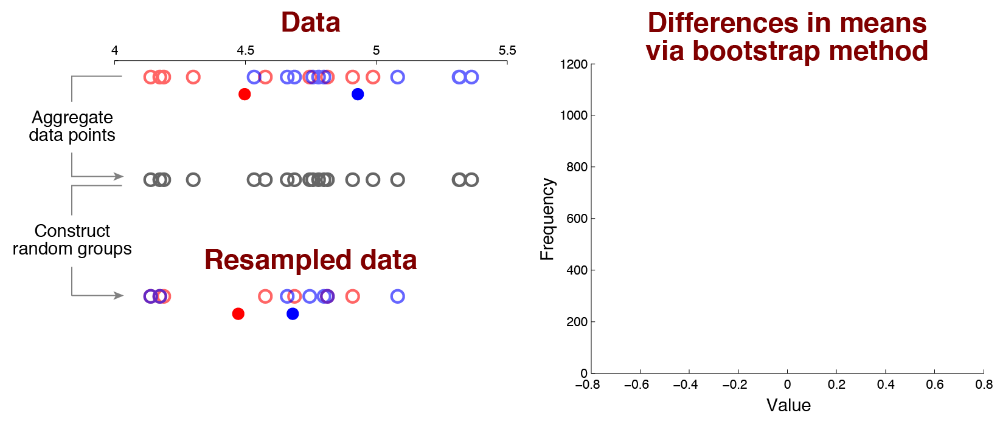 Data
4 4.5 5 5.5
Aggregate
data points
Construct
random groups
Resampled data
Differences in means
via bootstrap method
1200
1000
800
600
400
200
0
Frequency
−0.8 −0.6 −0.4 −0.2 0 0.2 0.4 0.6 0.8
Value